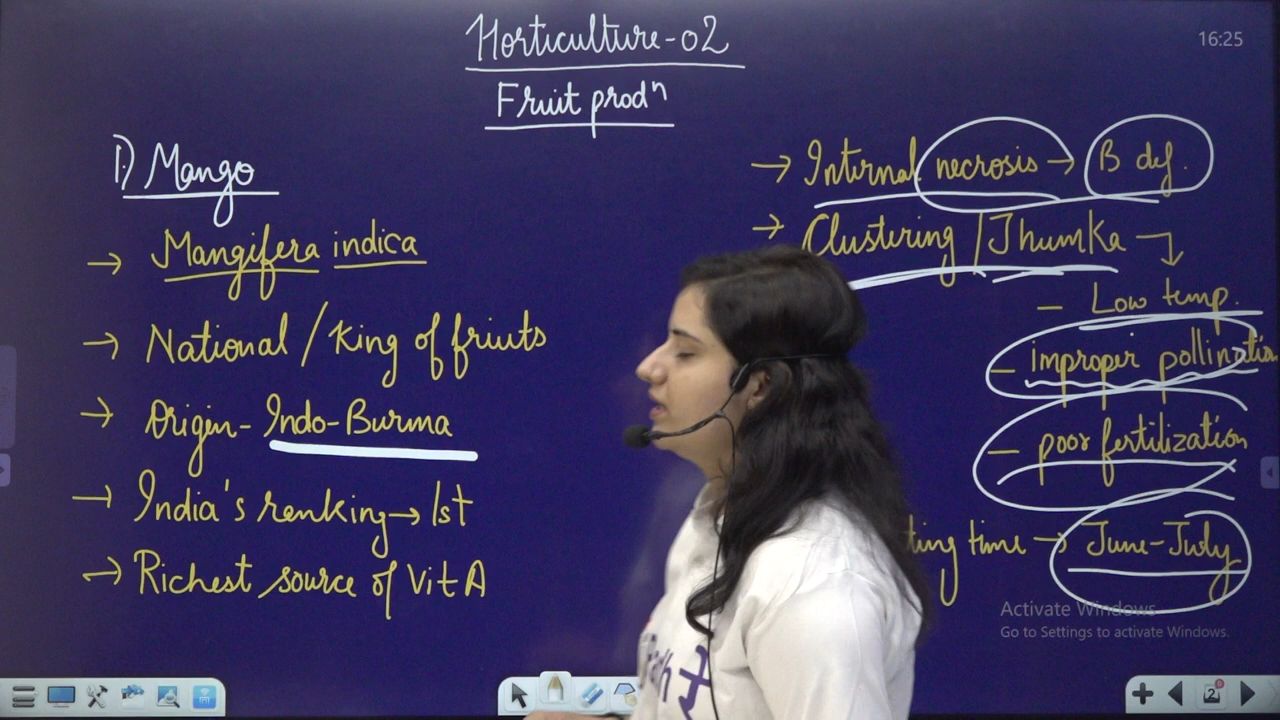 Horticulture-02
16:25
Fruit prodⁿ
1) Mango
→ Mangifera indica
→ National / King of fruits
→ Origin- Indo-Burma
→ India's ranking → 1st
→ Richest source of Vit A
→ Internal necrosis → B def.
→ Clustering / Jhumka
- Low temp.
- improper pollination
- poor fertilization
ting time → June-July
Activate Windows
Go to Settings to activate Windows.
2